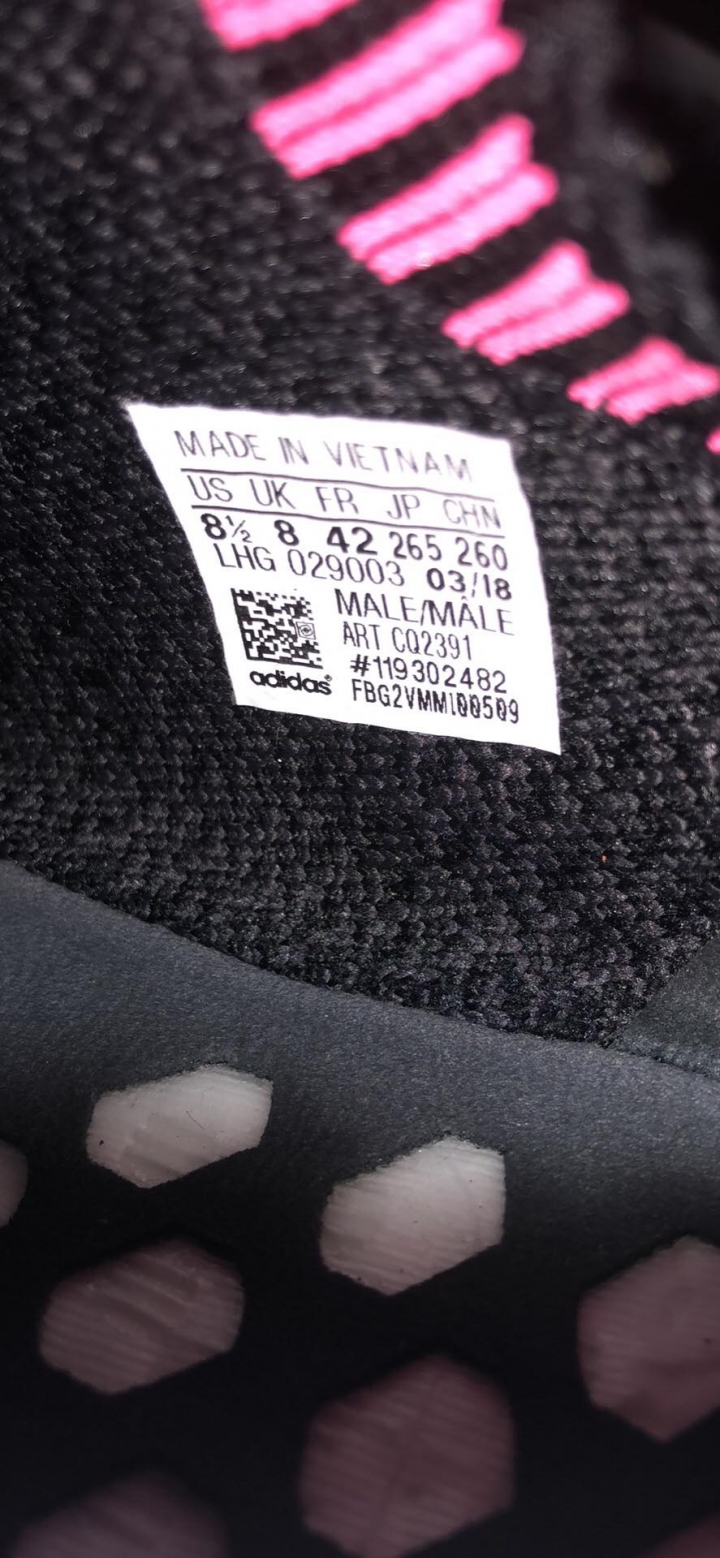 MADE IN VIETNAM
US UK FR JP CHN
8½ 8 42 265 260
LHG 029003 03/18
MALE/MÂLE
ART CQ2391
#119302482
adidas®
FBG2VMM100509